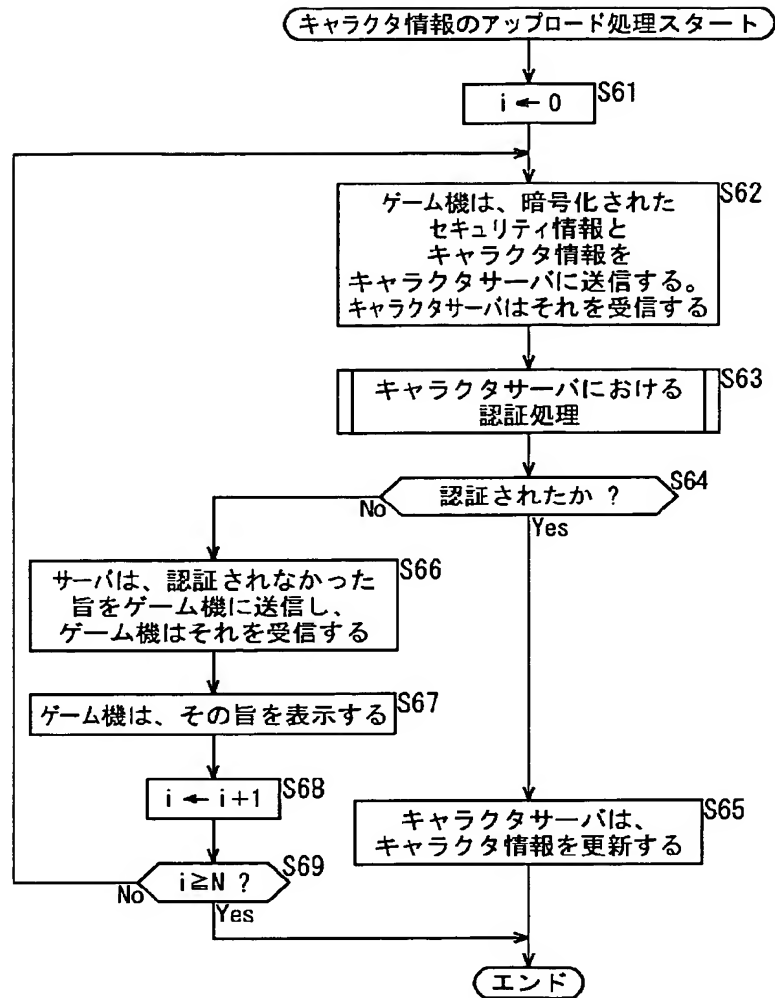 キャラクタ情報のアップロード処理スタート
i ← 0
S61
ゲーム機は、暗号化された
セキュリティ情報と
キャラクタ情報を
キャラクタサーバに送信する。
キャラクタサーバはそれを受信する
S62
キャラクタサーバにおける
認証処理
S63
認証されたか ?
S64
No
Yes
サーバは、認証されなかった
旨をゲーム機に送信し、
ゲーム機はそれを受信する
S66
ゲーム機は、その旨を表示する
S67
i ← i+1
S68
キャラクタサーバは、
キャラクタ情報を更新する
S65
i≧N ?
S69
No
Yes
エンド